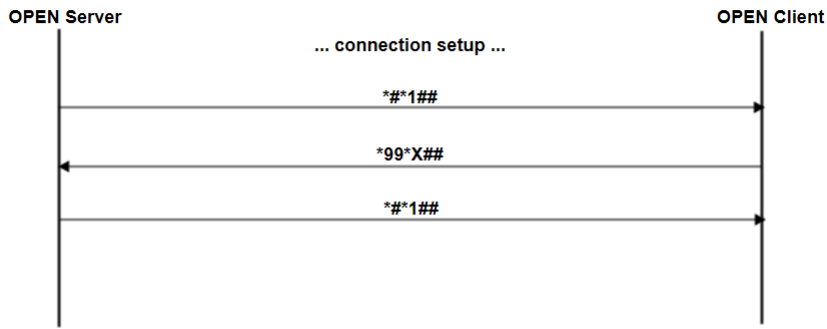 OPEN Server
OPEN Client
... connection setup ...
*#*1##
*99*X##
*#*1##